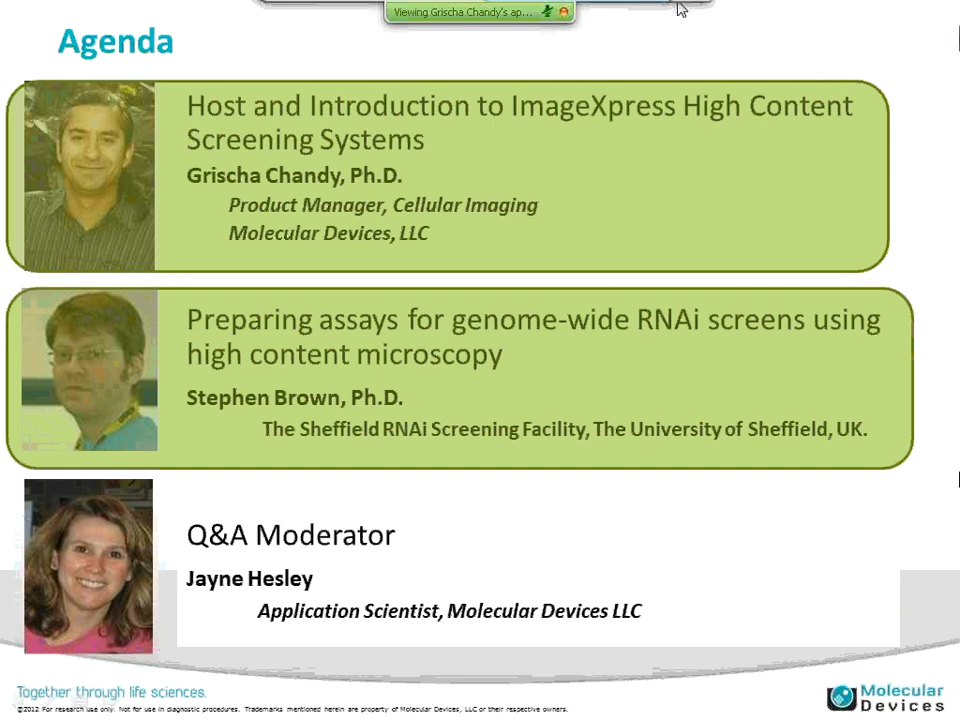 Viewing Grischa Chandy's ap...
Agenda
Host and Introduction to ImageXpress High Content
Screening Systems
Grischa Chandy, Ph.D.
Product Manager, Cellular Imaging
Molecular Devices, LLC
Preparing assays for genome-wide RNAi screens using
high content microscopy
Stephen Brown, Ph.D.
The Sheffield RNAi Screening Facility, The University of Sheffield, UK.
Q&A Moderator
Jayne Hesley
Application Scientist, Molecular Devices LLC
Together through life sciences.
©2012 For research use only. Not for use in diagnostic procedures. Trademarks mentioned herein are property of Molecular Devices, LLC or their respective owners.
Molecular
Devices